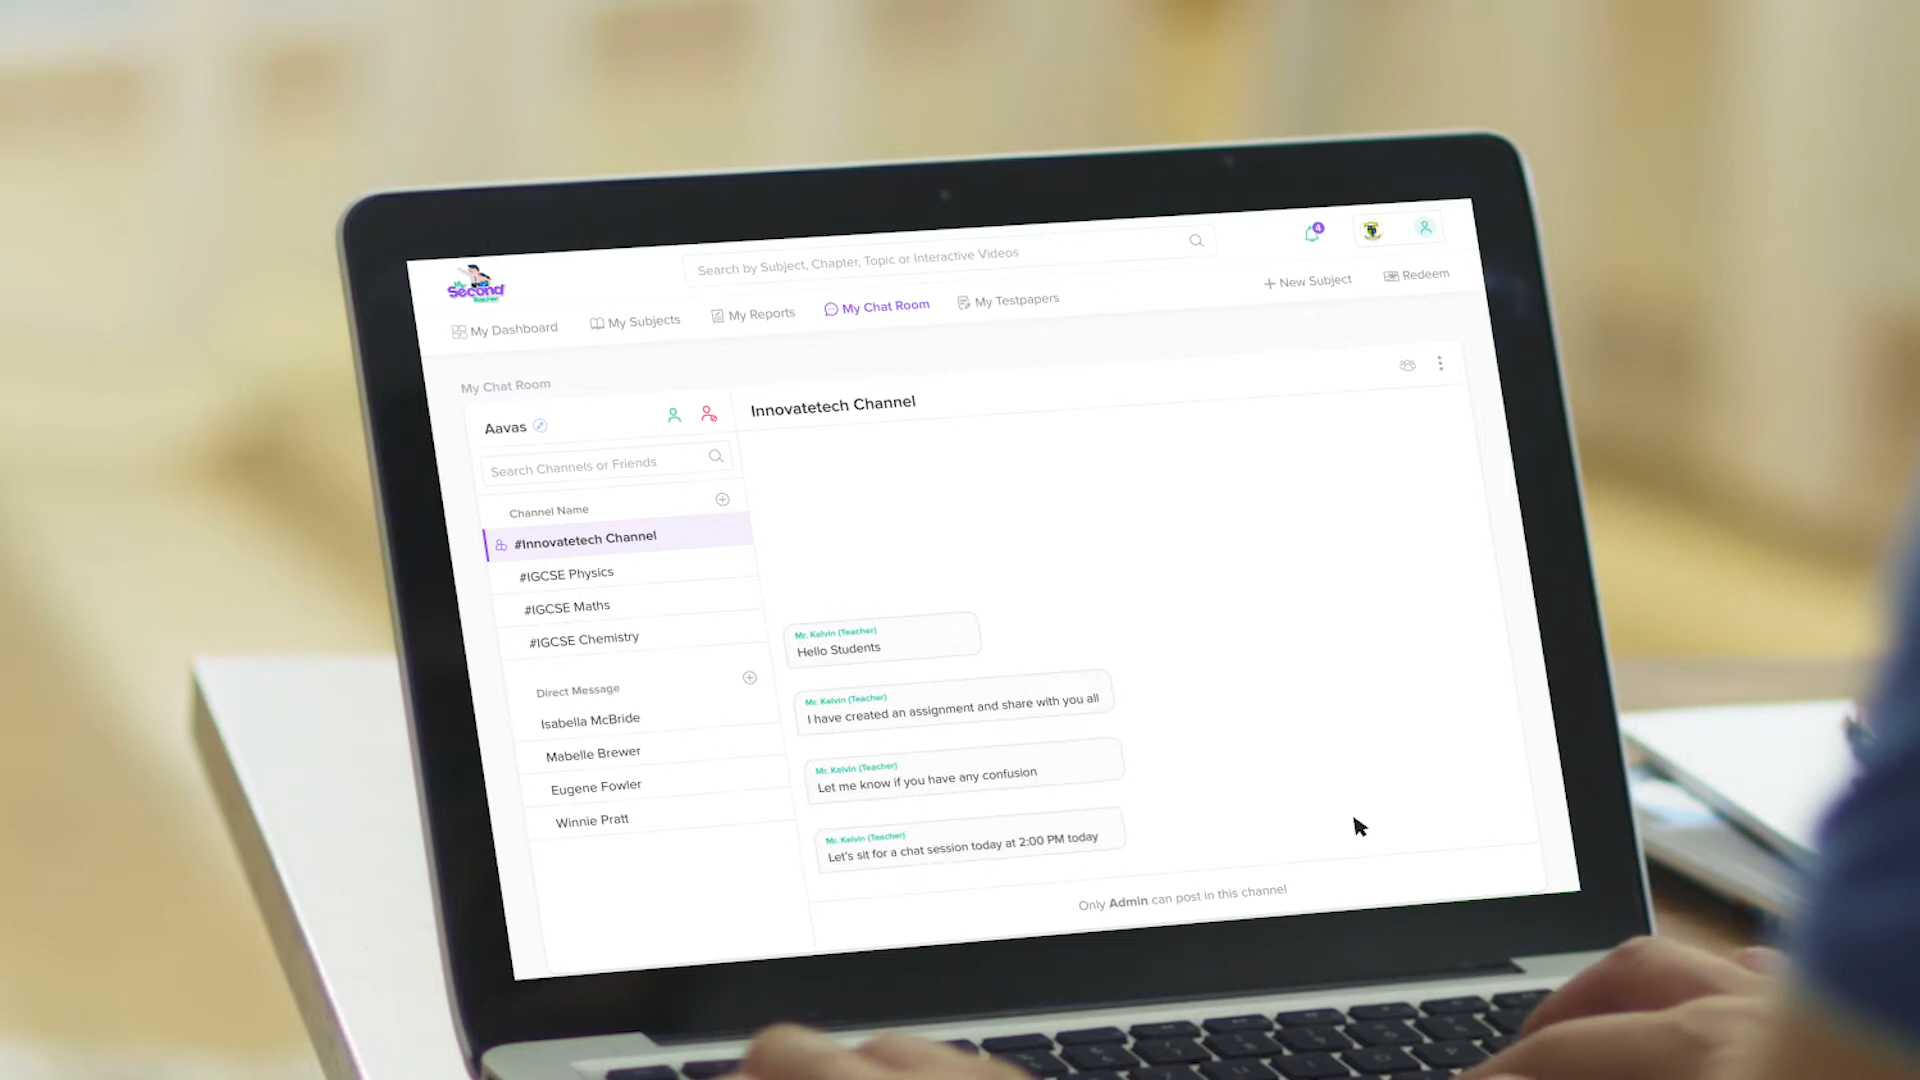 My
Second
Teacher
Search by Subject, Chapter, Topic or Interactive Videos
4
My Dashboard
My Subjects
My Reports
My Chat Room
My Testpapers
+ New Subject
Redeem
My Chat Room
Aavas
Search Channels or Friends
Channel Name
#Innovatetech Channel
#IGCSE Physics
#IGCSE Maths
#IGCSE Chemistry
Direct Message
Isabella McBride
Mabelle Brewer
Eugene Fowler
Winnie Pratt
Innovatetech Channel
Mr. Kelvin (Teacher)
Hello Students
Mr. Kelvin (Teacher)
I have created an assignment and share with you all
Mr. Kelvin (Teacher)
Let me know if you have any confusion
Mr. Kelvin (Teacher)
Let's sit for a chat session today at 2:00 PM today
Only Admin can post in this channel